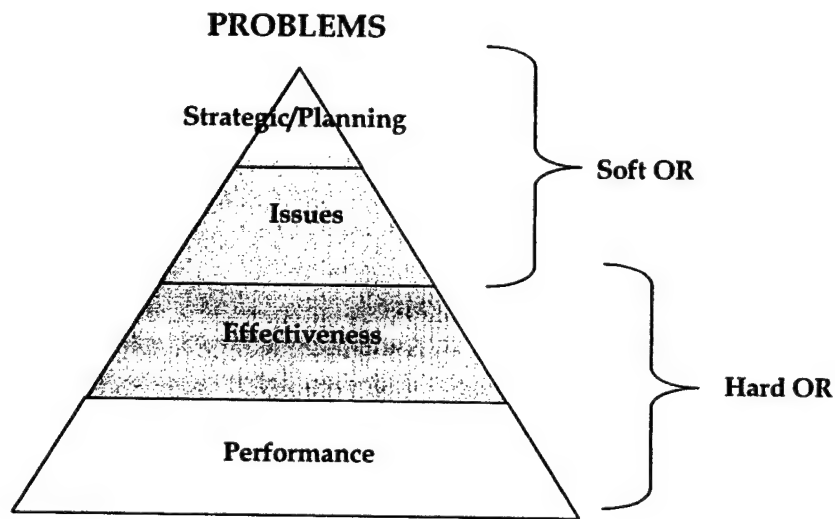 PROBLEMS
Strategic/Planning
Soft OR
Issues
Effectiveness
Hard OR
Performance